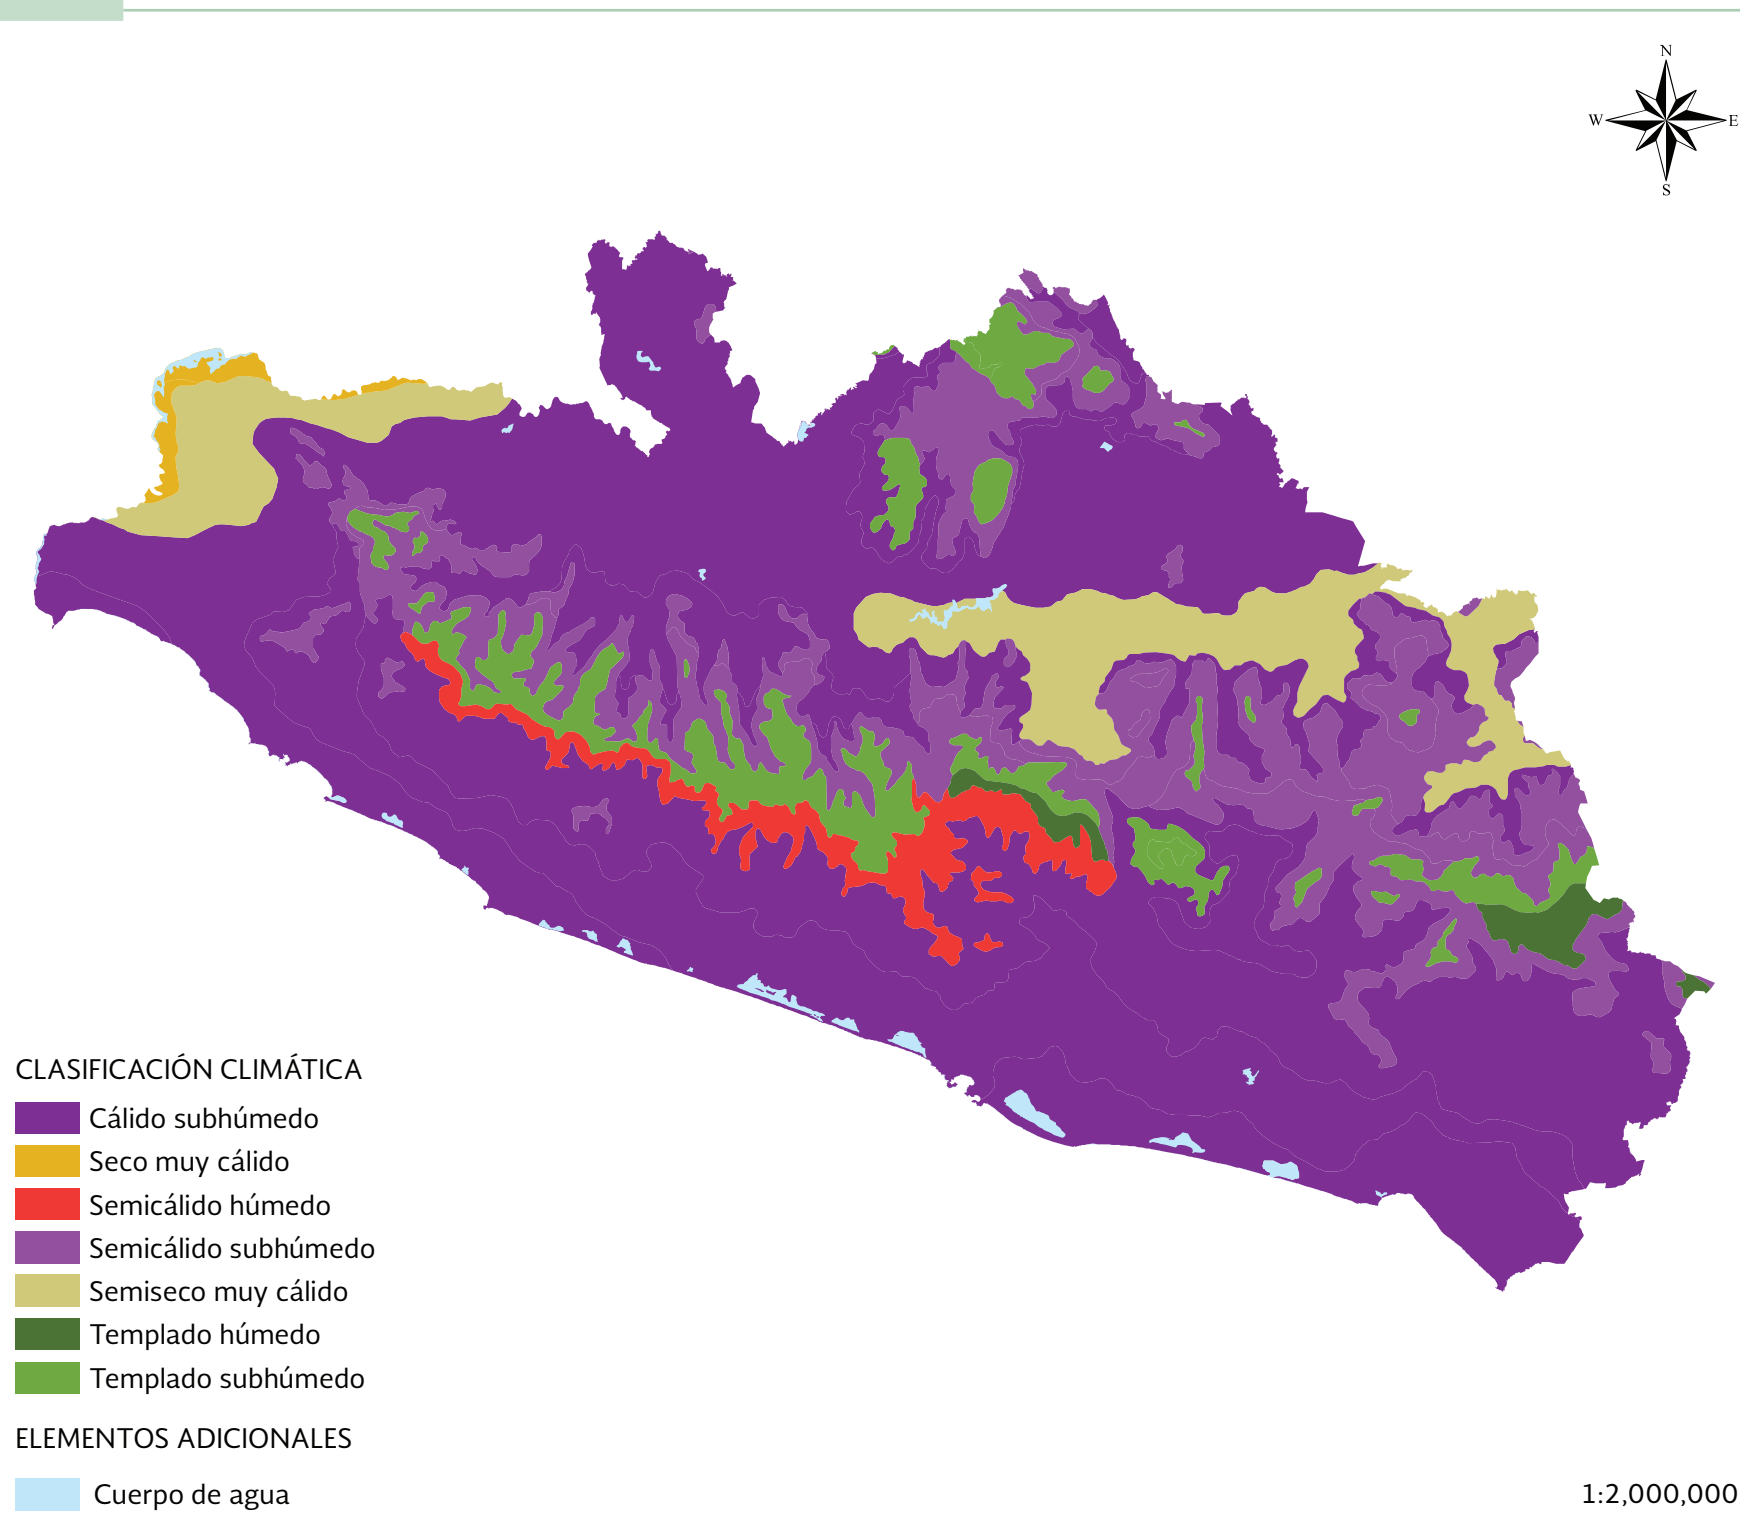 N
W E
S
CLASIFICACIÓN CLIMÁTICA
Cálido subhúmedo
Seco muy cálido
Semicálido húmedo
Semicálido subhúmedo
Semiseco muy cálido
Templado húmedo
Templado subhúmedo
ELEMENTOS ADICIONALES
Cuerpo de agua
1:2,000,000